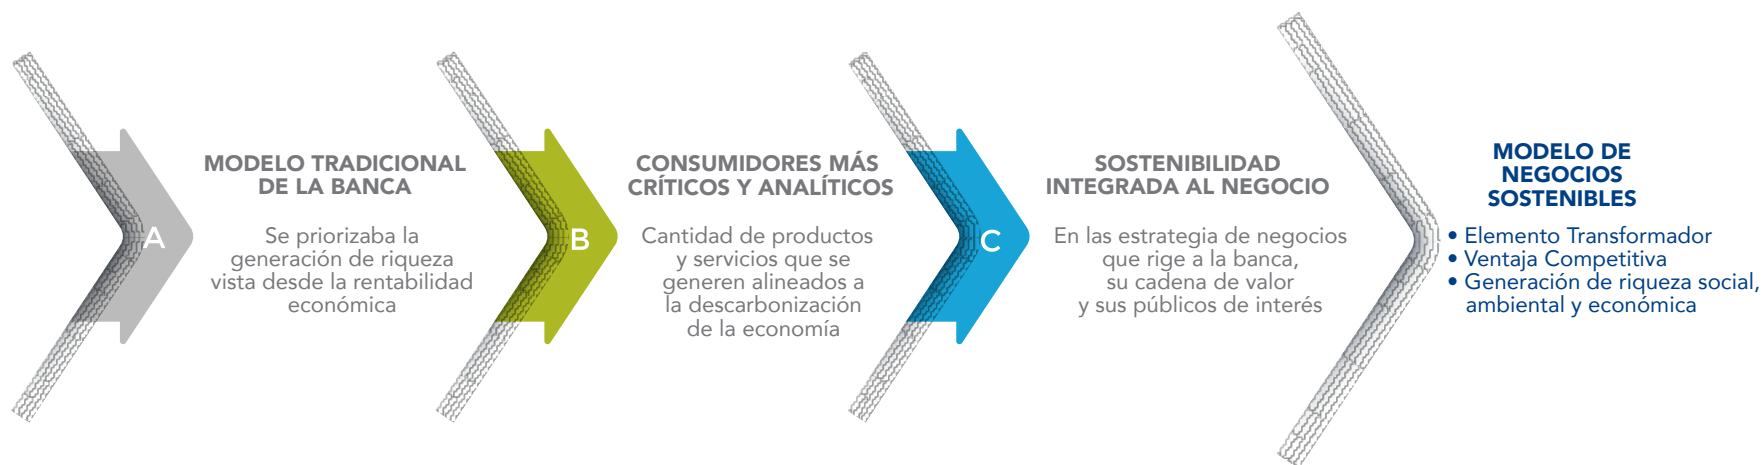 A
MODELO TRADICIONAL
DE LA BANCA
Se priorizaba la
generación de riqueza
vista desde la rentabilidad
económica
B
CONSUMIDORES MÁS
CRÍTICOS Y ANALÍTICOS
Cantidad de productos
y servicios que se
generen alineados a
la descarbonización
de la economía
C
SOSTENIBILIDAD
INTEGRADA AL NEGOCIO
En las estrategia de negocios
que rige a la banca,
su cadena de valor
y sus públicos de interés
MODELO DE
NEGOCIOS
SOSTENIBLES
• Elemento Transformador
• Ventaja Competitiva
• Generación de riqueza social,
ambiental y económica